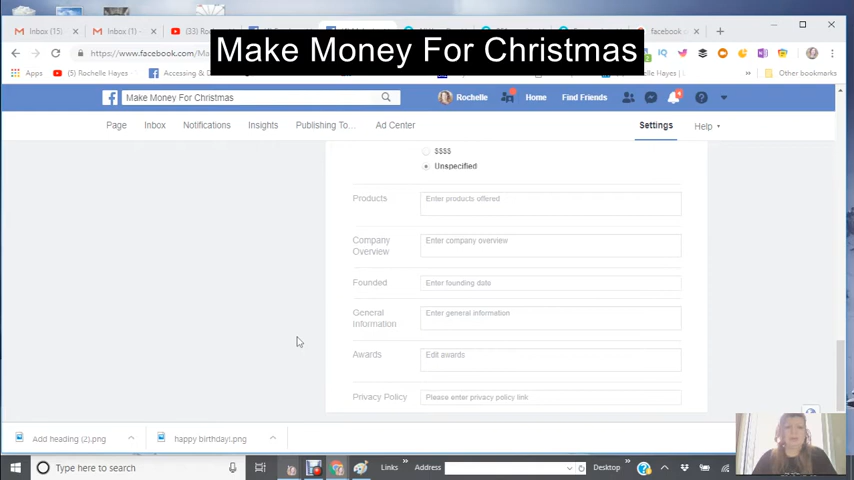 Make Money For Christmas
Inbox (15)
Inbox (1) -
(33) R
facebook
https://www.facebook.com/Ma
Apps
(5) Rochelle Hayes
Accessing & D
Hayes
Other bookmarks
Make Money For Christmas
Rochelle
Home
Find Friends
Page
Inbox
Notifications
Insights
Publishing To...
Ad Center
Settings
Help
$$$$
Unspecified
Products
Enter products offered
Company
Overview
Enter company overview
Founded
Enter founding date
General
Information
Enter general information
Awards
Edit awards
Privacy Policy
Please enter privacy policy link
Add heading (2).png
happy birthday!.png
Type here to search
Links
Address
Desktop